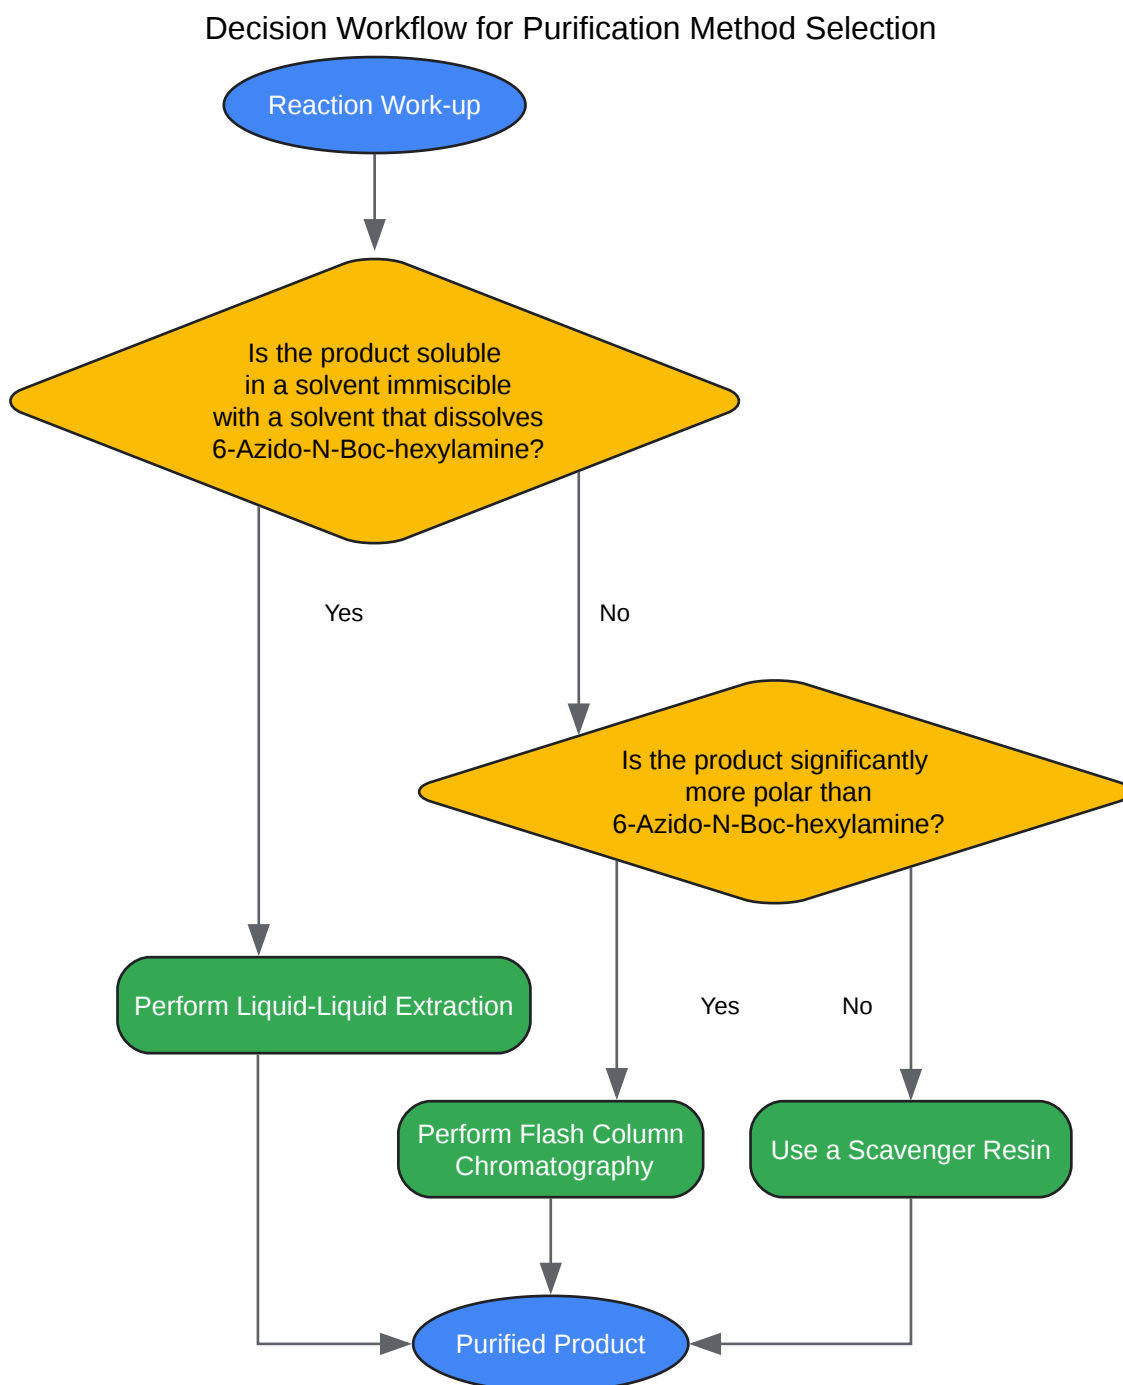 Decision Workflow for Purification Method Selection
Reaction Work-up
Is the product soluble
in a solvent immiscible
with a solvent that dissolves
6-Azido-N-Boc-hexylamine?
Yes
No
Is the product significantly
more polar than
6-Azido-N-Boc-hexylamine?
Perform Liquid-Liquid Extraction
Yes
No
Perform Flash Column
Chromatography
Use a Scavenger Resin
Purified Product